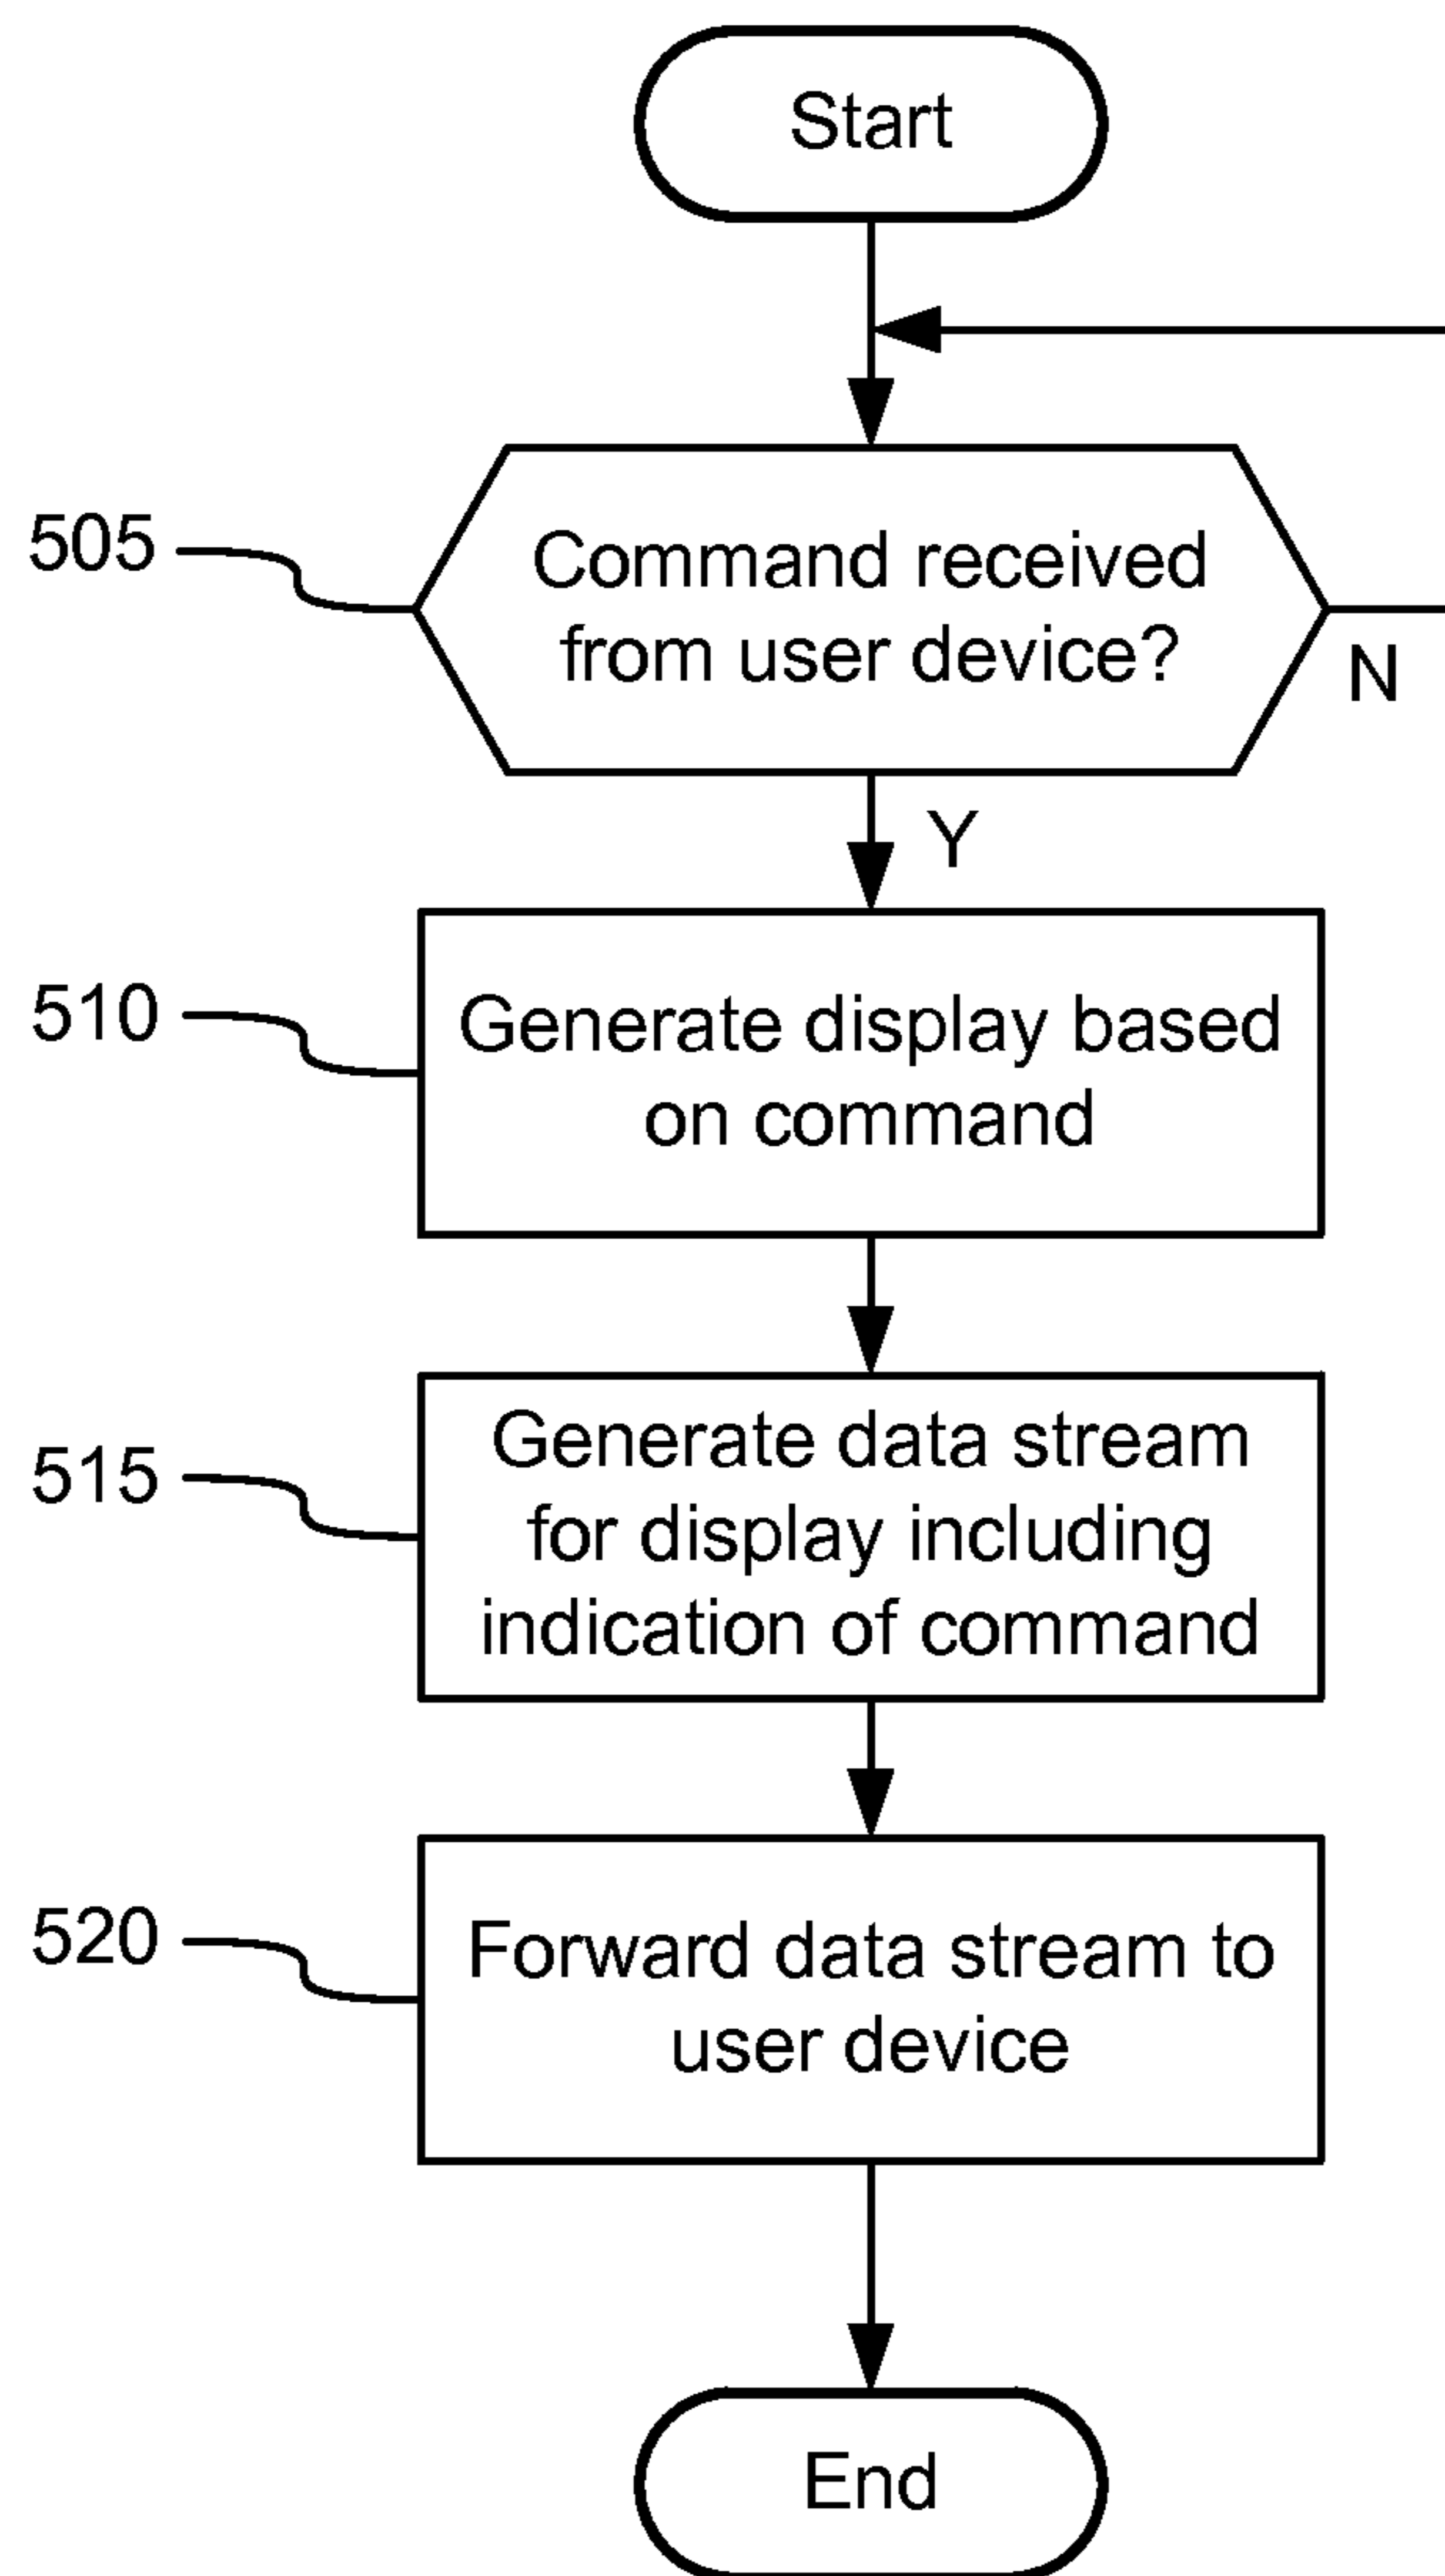 Start
505
Command received
from user device?
N
Y
510
Generate display based
on command
515
Generate data stream
for display including
indication of command
520
Forward data stream to
user device
End